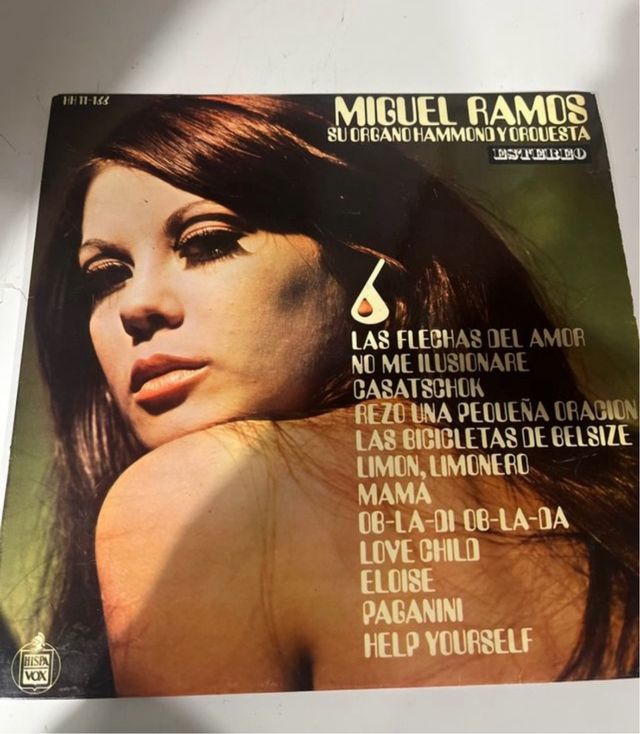 HH 11-166
MIGUEL RAMOS
SU ORGANO HAMMOND Y ORQUESTA
ESTEREO
6
LAS FLECHAS DEL AMOR
NO ME ILUSIONARE
CASATSCHOK
REZO UNA PEQUEÑA ORACION
LAS BICICLETAS DE BELSIZE
LIMON, LIMONERO
MAMA
OB-LA-DI OB-LA-DA
LOVE CHILD
ELOISE
PAGANINI
HELP YOURSELF
HISPA
VOX